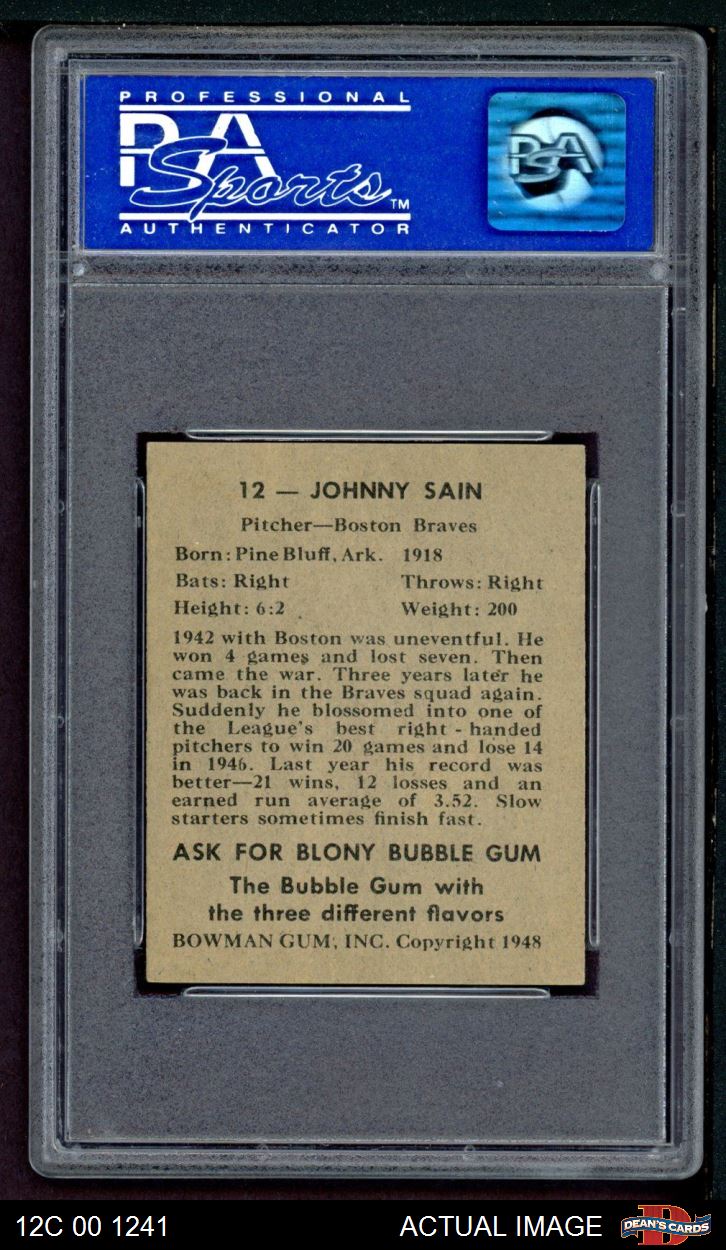 PROFESSIONAL
PSA
Sports™
AUTHENTICATOR
PSA
12 — JOHNNY SAIN
Pitcher—Boston Braves
Born: Pine Bluff, Ark. 1918
Bats: Right Throws: Right
Height: 6:2 Weight: 200
1942 with Boston was uneventful. He
won 4 games and lost seven. Then
came the war. Three years later he
was back in the Braves squad again.
Suddenly he blossomed into one of
the League's best right - handed
pitchers to win 20 games and lose 14
in 1946. Last year his record was
better—21 wins, 12 losses and an
earned run average of 3.52. Slow
starters sometimes finish fast.
ASK FOR BLONY BUBBLE GUM
The Bubble Gum with
the three different flavors
BOWMAN GUM, INC. Copyright 1948
12C 00 1241 ACTUAL IMAGE DEAN'S CARDS